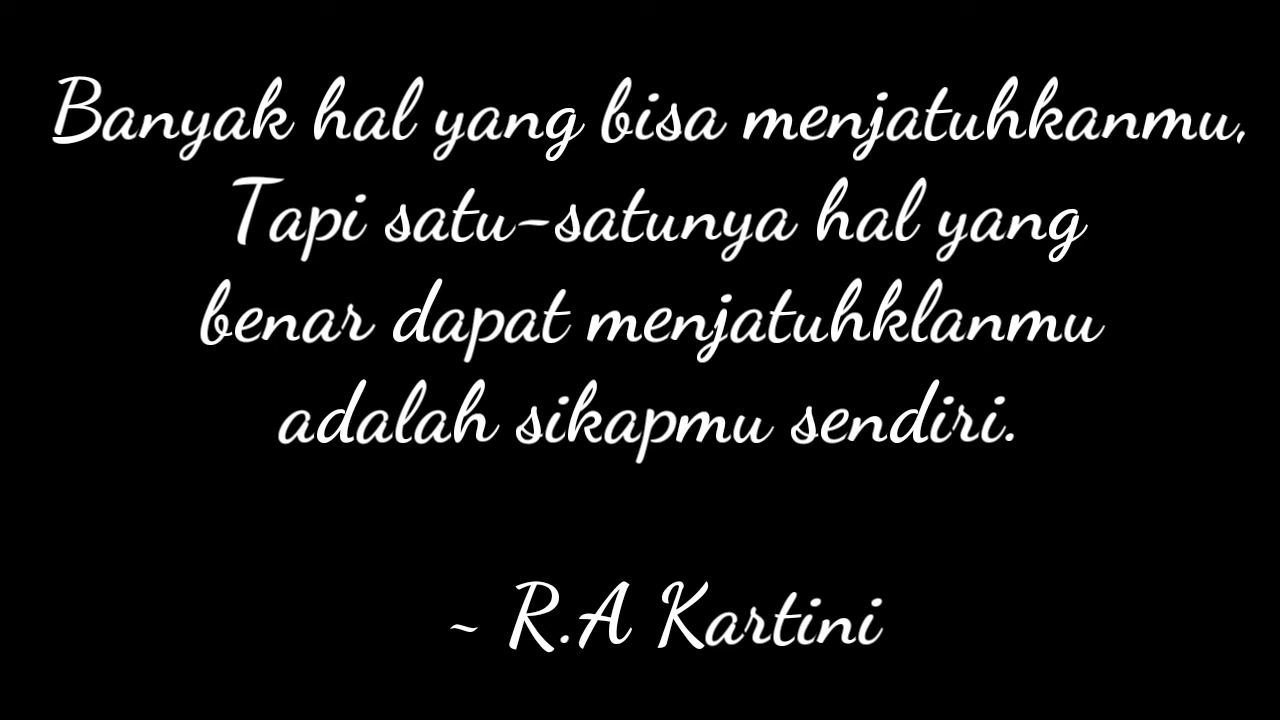 Banyak hal yang bisa menjatuhkanmu,
Tapi satu-satunya hal yang
benar dapat menjatuhklanmu
adalah sikapmu sendiri.
~ R.A Kartini